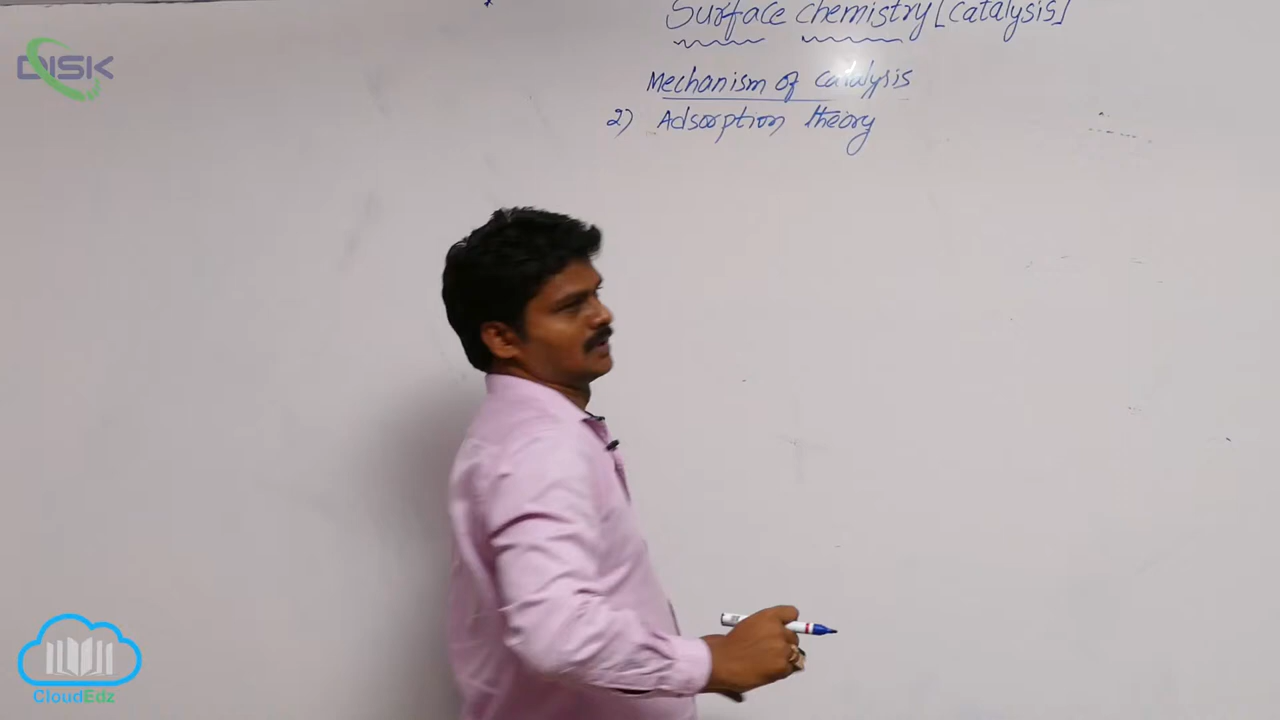 Surface chemistry [catalysis]
Mechanism of catalysis
2) Adsorption theory
DISK
CloudEdz